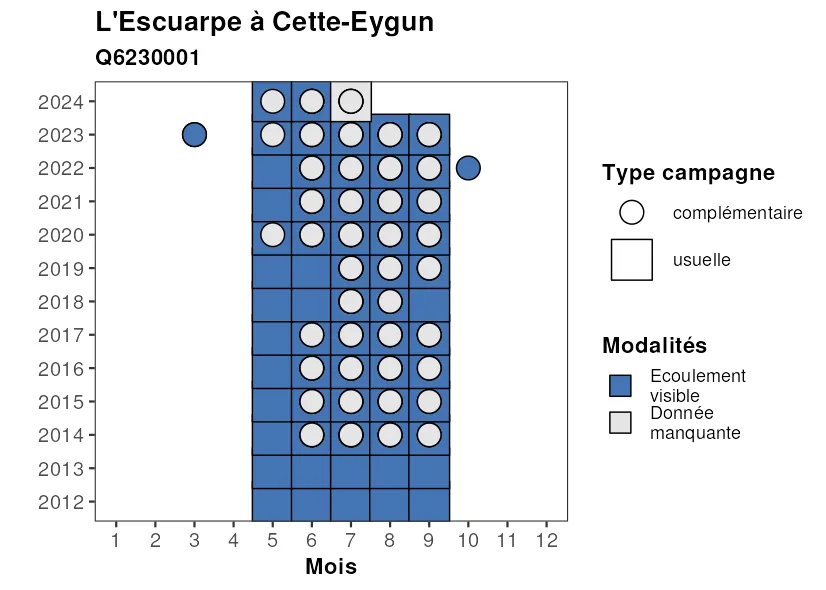 L'Escuarpe à Cette-Eygun
Q6230001
2024
2023
2022
2021
2020
2019
2018
2017
2016
2015
2014
2013
2012
1 2 3 4 5 6 7 8 9 10 11 12
Mois
Type campagne
complémentaire
usuelle
Modalités
Ecoulement
visible
Donnée
manquante